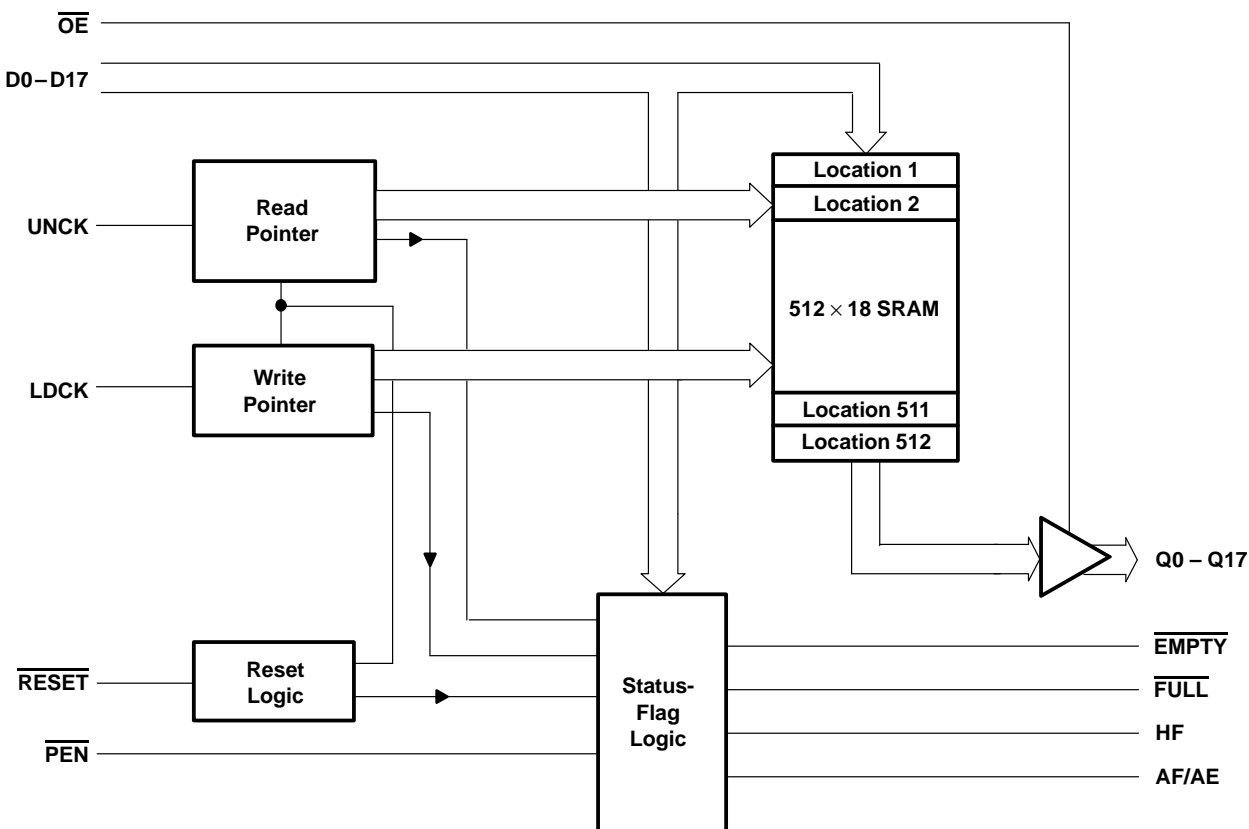 OE
D0–D17
Location 1
Location 2
Read
Pointer
UNCK
512 × 18 SRAM
Write
Pointer
LDCK
Location 511
Location 512
Q0 – Q17
Reset
Logic
RESET
Status-
Flag
Logic
PEN
EMPTY
FULL
HF
AF/AE